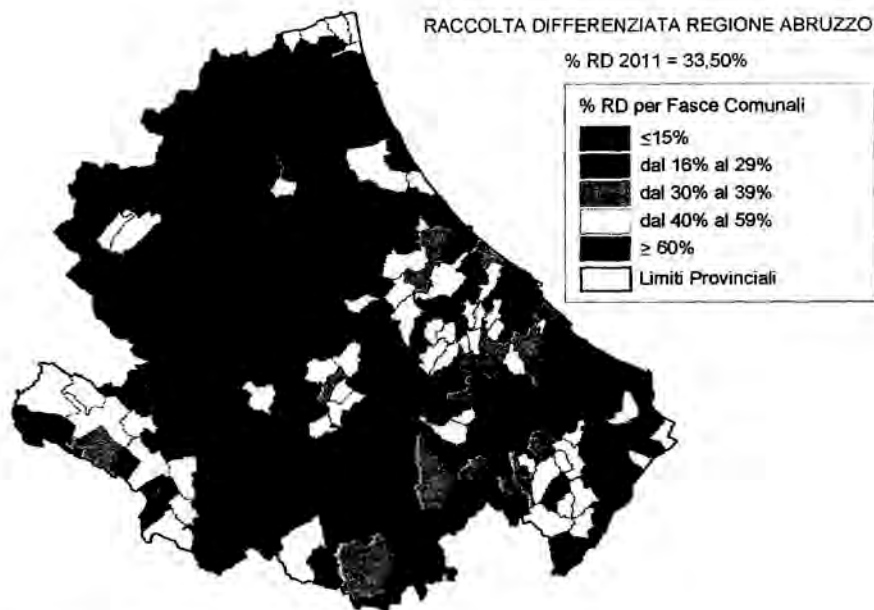 RACCOLTA DIFFERENZIATA REGIONE ABRUZZO
% RD 2011 = 33,50%
% RD per Fasce Comunali
≤15%
dal 16% al 29%
dal 30% al 39%
dal 40% al 59%
≥ 60%
Limiti Provinciali